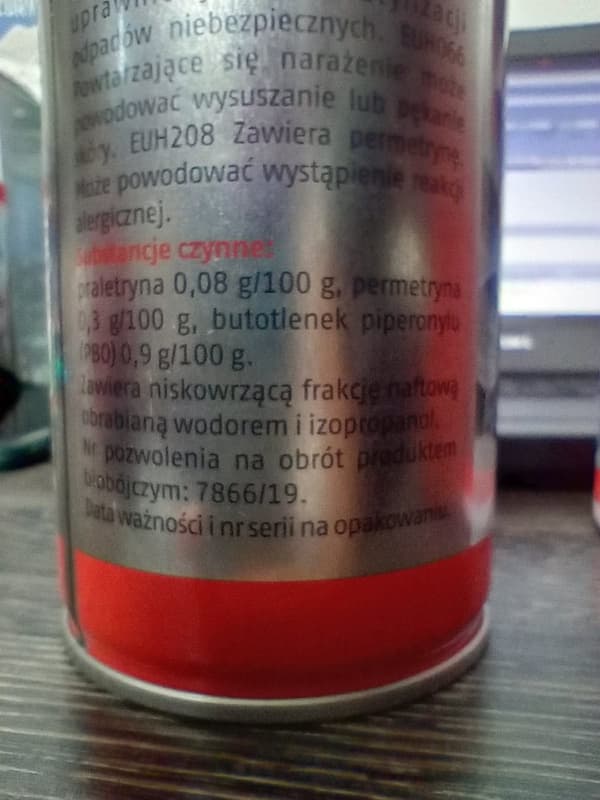 odpadów niebezpiecznych. EUH066
Powtarzające się narażenie może
powodować wysuszanie lub pękanie
skóry. EUH208 Zawiera permetrynę.
Może powodować wystąpienie reakcji
alergicznej.
Substancje czynne:
praletryna 0,08 g/100 g, permetryna
0,3 g/100 g, butotlenek piperonylu
(PBO) 0,9 g/100 g.
Zawiera niskowrzącą frakcję naftową
obrabianą wodorem i izopropanol.
Nr pozwolenia na obrót produktem
biobójczym: 7866/19.
Data ważności i nr serii na opakowaniu.